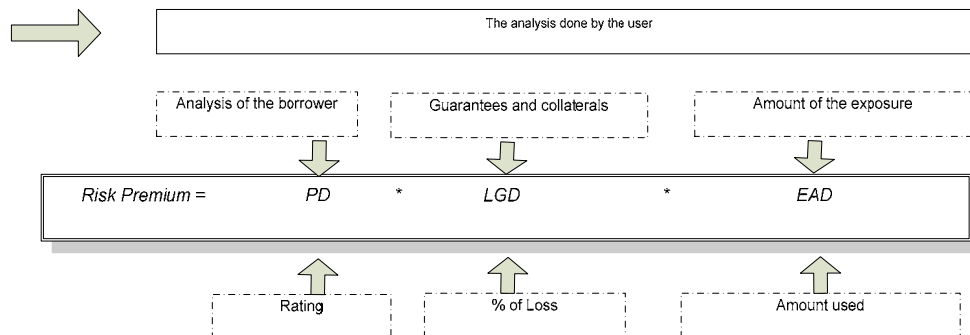 The analysis done by the user
Analysis of the borrower
Guarantees and collaterals
Amount of the exposure
Risk Premium = PD * LGD * EAD
Rating
% of Loss
Amount used